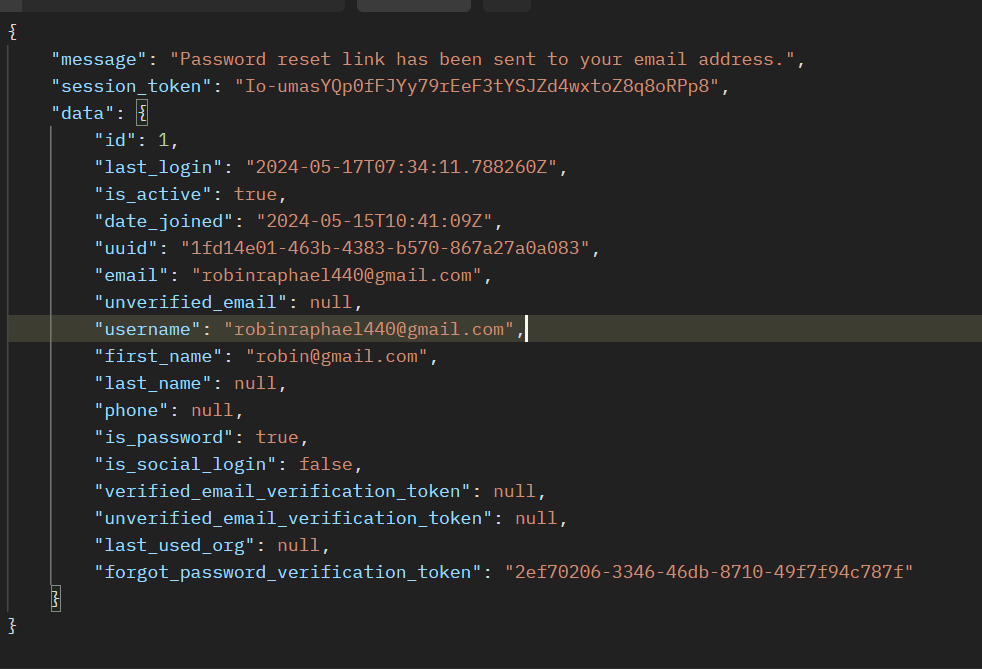 {
"message": "Password reset link has been sent to your email address.",
"session_token": "Io-umasYQp0fFJYy79rEeF3tYSJZd4wxtoZ8q8oRPp8",
"data": {
"id": 1,
"last_login": "2024-05-17T07:34:11.788260Z",
"is_active": true,
"date_joined": "2024-05-15T10:41:09Z",
"uuid": "1fd14e01-463b-4383-b570-867a27a0a083",
"email": "robinraphael440@gmail.com",
"unverified_email": null,
"username": "robinraphael440@gmail.com",
"first_name": "robin@gmail.com",
"last_name": null,
"phone": null,
"is_password": true,
"is_social_login": false,
"verified_email_verification_token": null,
"unverified_email_verification_token": null,
"last_used_org": null,
"forgot_password_verification_token": "2ef70206-3346-46db-8710-49f7f94c787f"
}
}